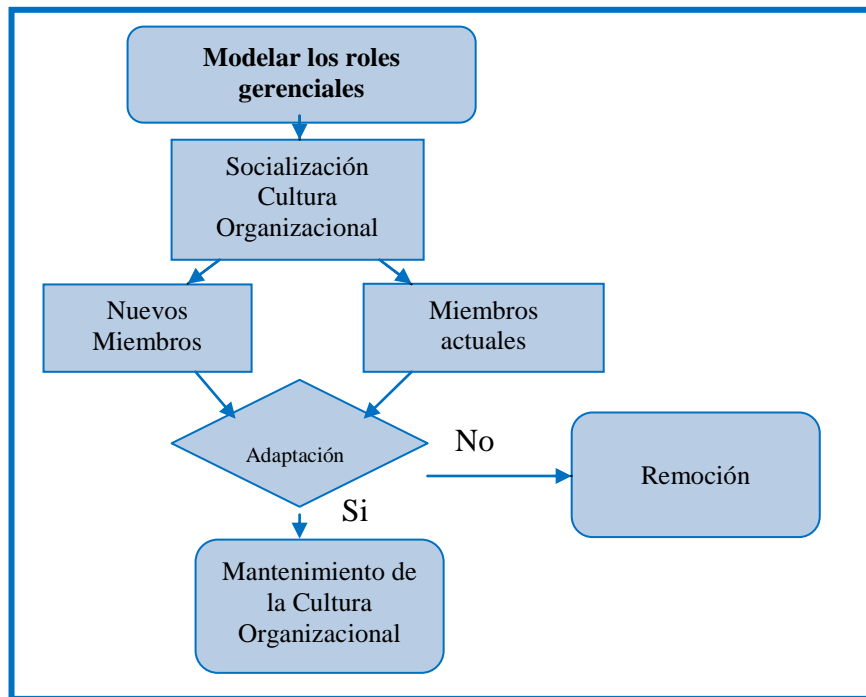 Modelar los roles
gerenciales
Socialización
Cultura
Organizacional
Nuevos
Miembros
Miembros
actuales
Adaptación
No
Remoción
Si
Mantenimiento de
la Cultura
Organizacional